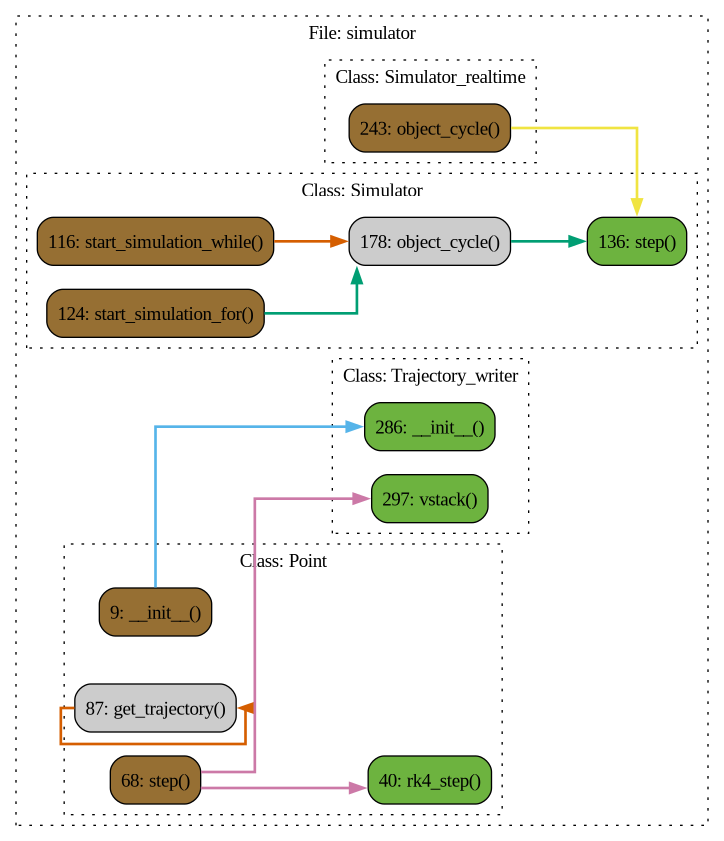 File: simulator
Class: Simulator_realtime
243: object_cycle()
Class: Simulator
116: start_simulation_while()
178: object_cycle()
136: step()
124: start_simulation_for()
Class: Trajectory_writer
286: __init__()
297: vstack()
Class: Point
9: __init__()
87: get_trajectory()
68: step()
40: rk4_step()